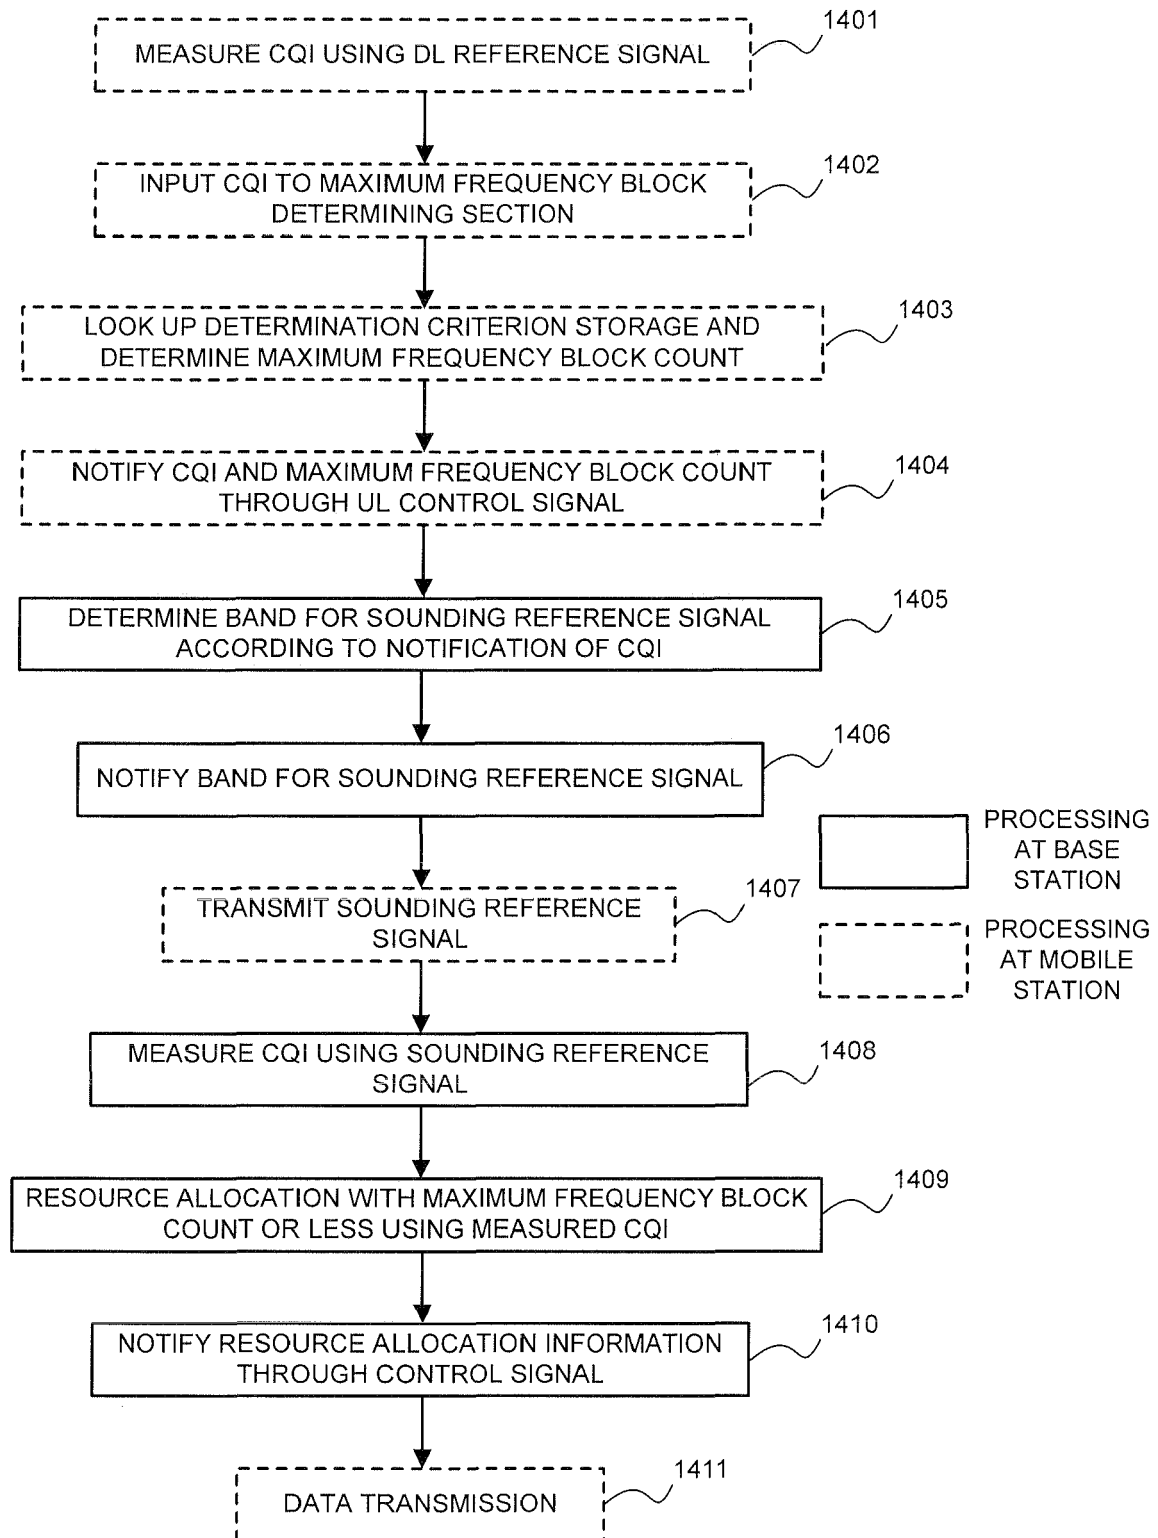 1401
MEASURE CQI USING DL REFERENCE SIGNAL
1402
INPUT CQI TO MAXIMUM FREQUENCY BLOCK
DETERMINING SECTION
1403
LOOK UP DETERMINATION CRITERION STORAGE AND
DETERMINE MAXIMUM FREQUENCY BLOCK COUNT
1404
NOTIFY CQI AND MAXIMUM FREQUENCY BLOCK COUNT
THROUGH UL CONTROL SIGNAL
1405
DETERMINE BAND FOR SOUNDING REFERENCE SIGNAL
ACCORDING TO NOTIFICATION OF CQI
1406
NOTIFY BAND FOR SOUNDING REFERENCE SIGNAL
PROCESSING
AT BASE
STATION
1407
TRANSMIT SOUNDING REFERENCE
SIGNAL
PROCESSING
AT MOBILE
STATION
1408
MEASURE CQI USING SOUNDING REFERENCE
SIGNAL
1409
RESOURCE ALLOCATION WITH MAXIMUM FREQUENCY BLOCK
COUNT OR LESS USING MEASURED CQI
1410
NOTIFY RESOURCE ALLOCATION INFORMATION
THROUGH CONTROL SIGNAL
1411
DATA TRANSMISSION